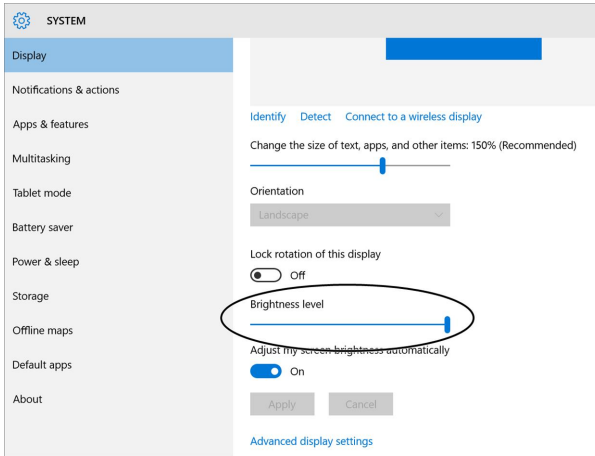 SYSTEM
Display
Notifications & actions
Apps & features
Multitasking
Tablet mode
Battery saver
Power & sleep
Storage
Offline maps
Default apps
About
Identify Detect Connect to a wireless display
Change the size of text, apps, and other items: 150% (Recommended)
Orientation
Landscape
Lock rotation of this display
Off
Brightness level
Adjust my screen brightness automatically
On
Apply Cancel
Advanced display settings